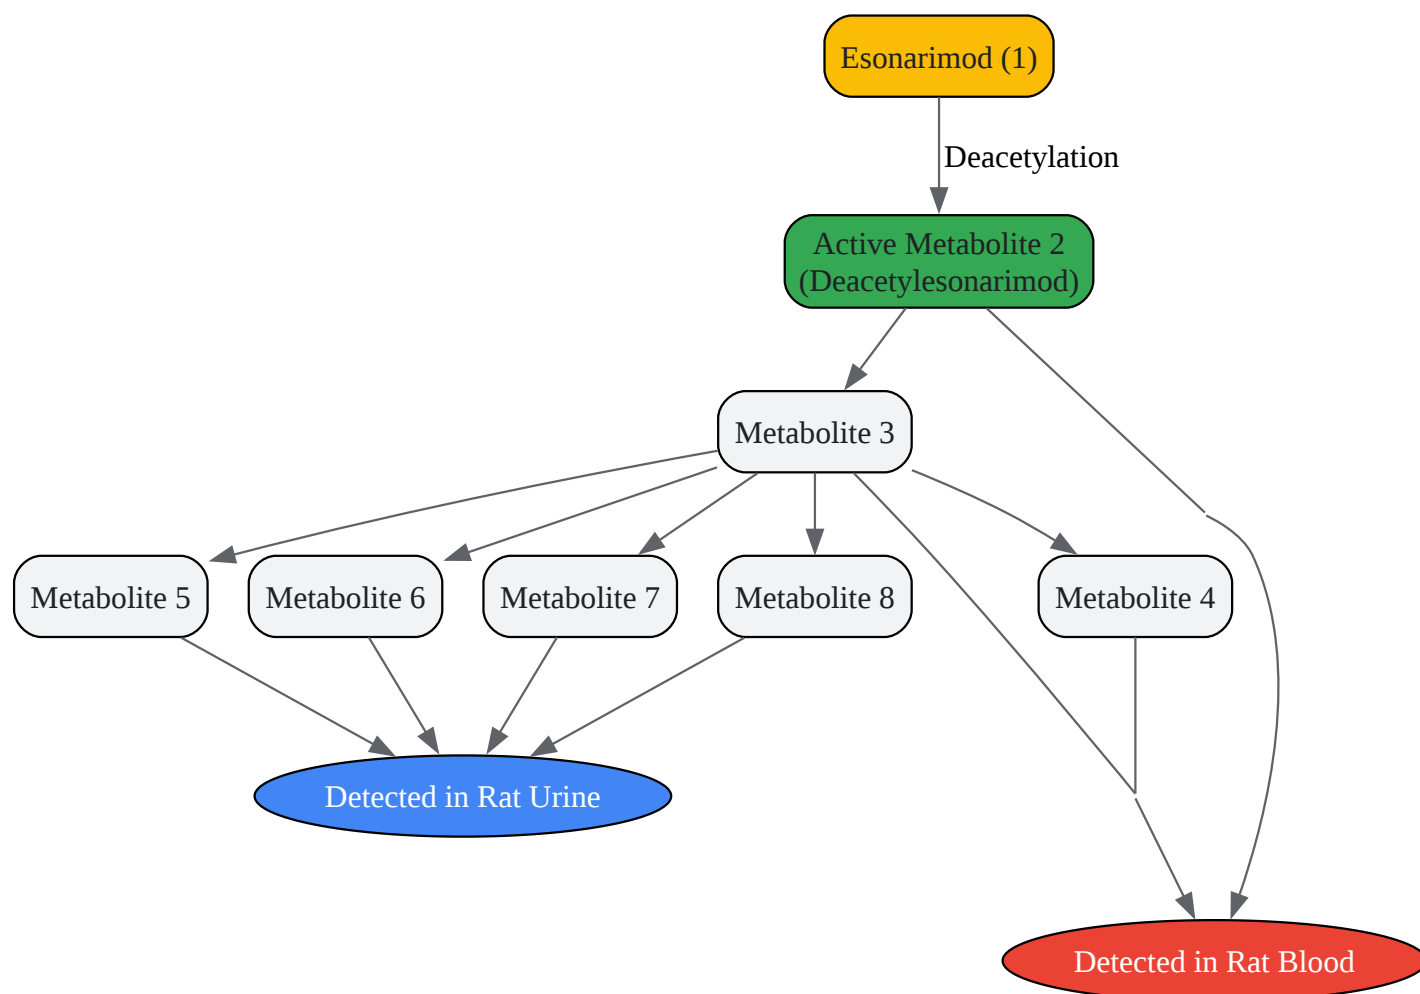 Esonarimod (1)
Deacetylation
Active Metabolite 2
(Deacetylesonarimod)
Metabolite 3
Metabolite 5
Metabolite 6
Metabolite 7
Metabolite 8
Metabolite 4
Detected in Rat Urine
Detected in Rat Blood